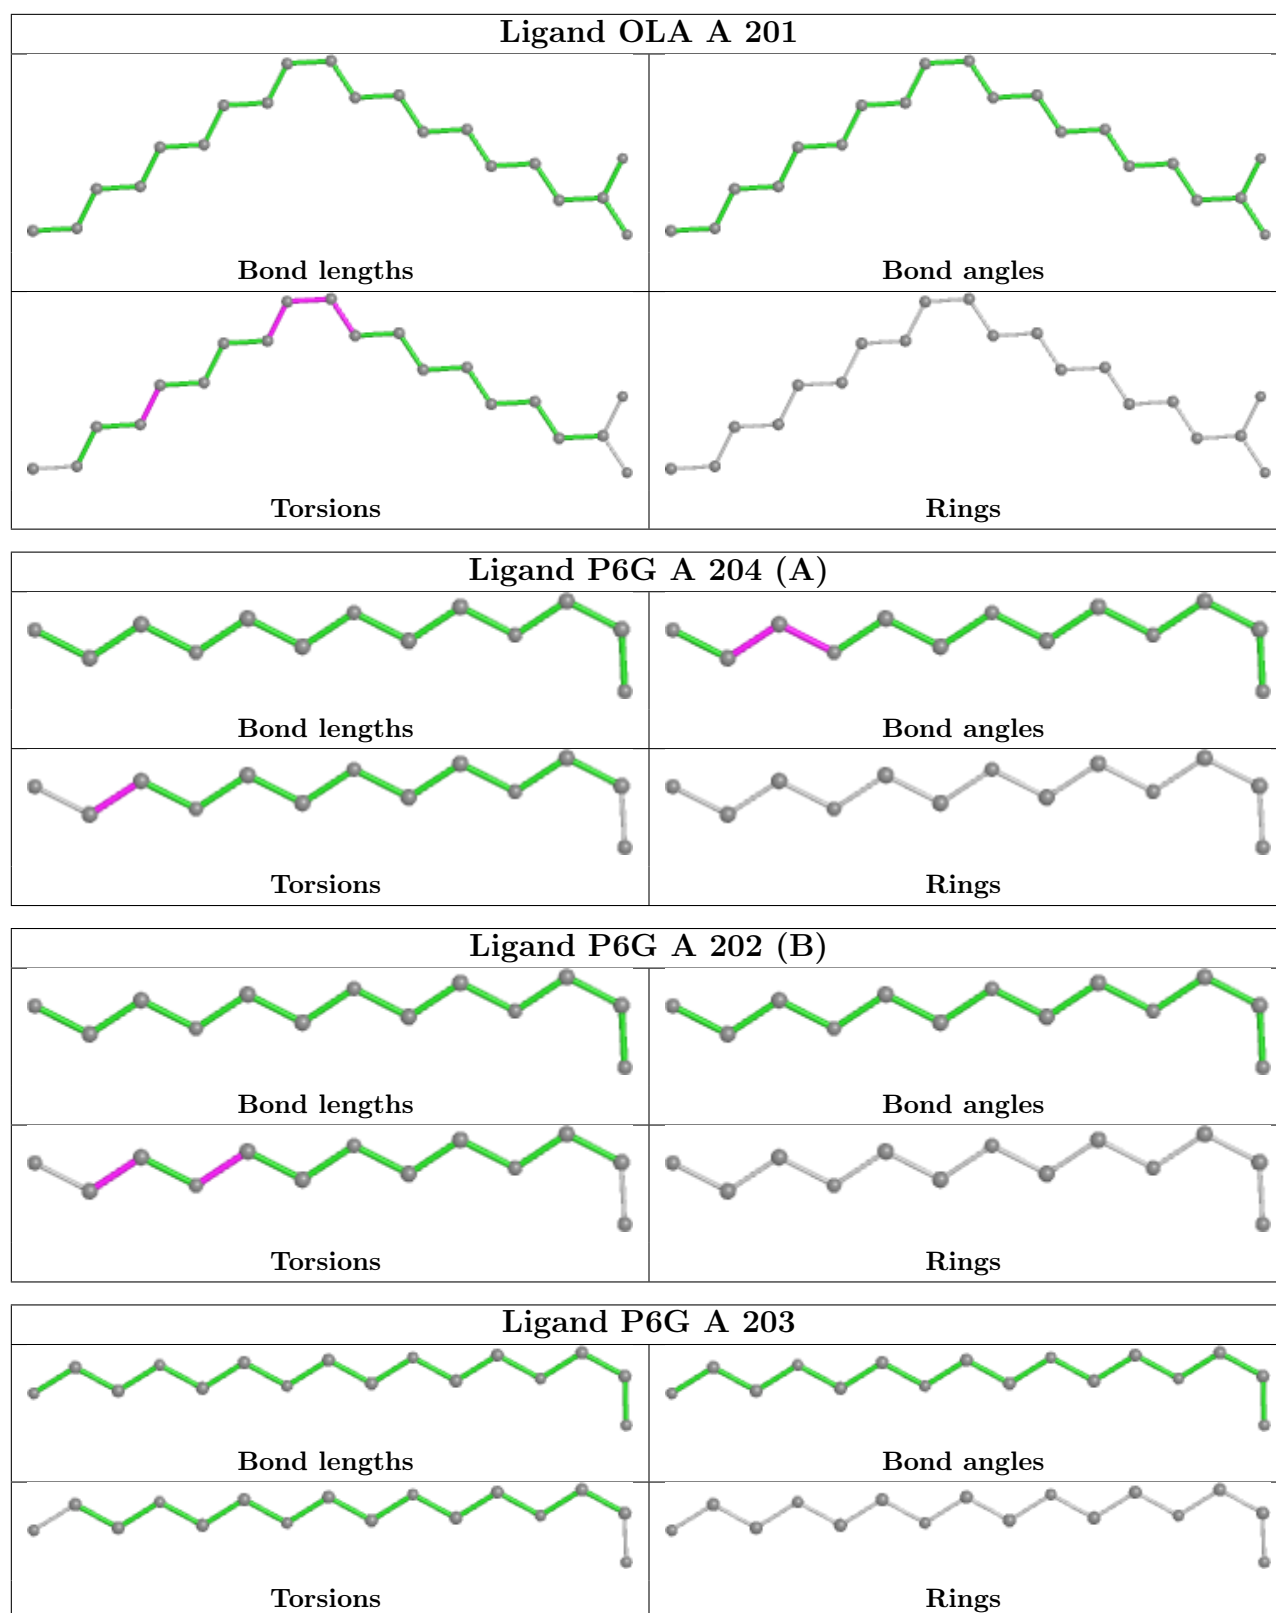 Ligand OLA A 201
Bond lengths
Bond angles
Torsions
Rings
Ligand P6G A 204 (A)
Bond lengths
Bond angles
Torsions
Rings
Ligand P6G A 202 (B)
Bond lengths
Bond angles
Torsions
Rings
Ligand P6G A 203
Bond lengths
Bond angles
Torsions
Rings